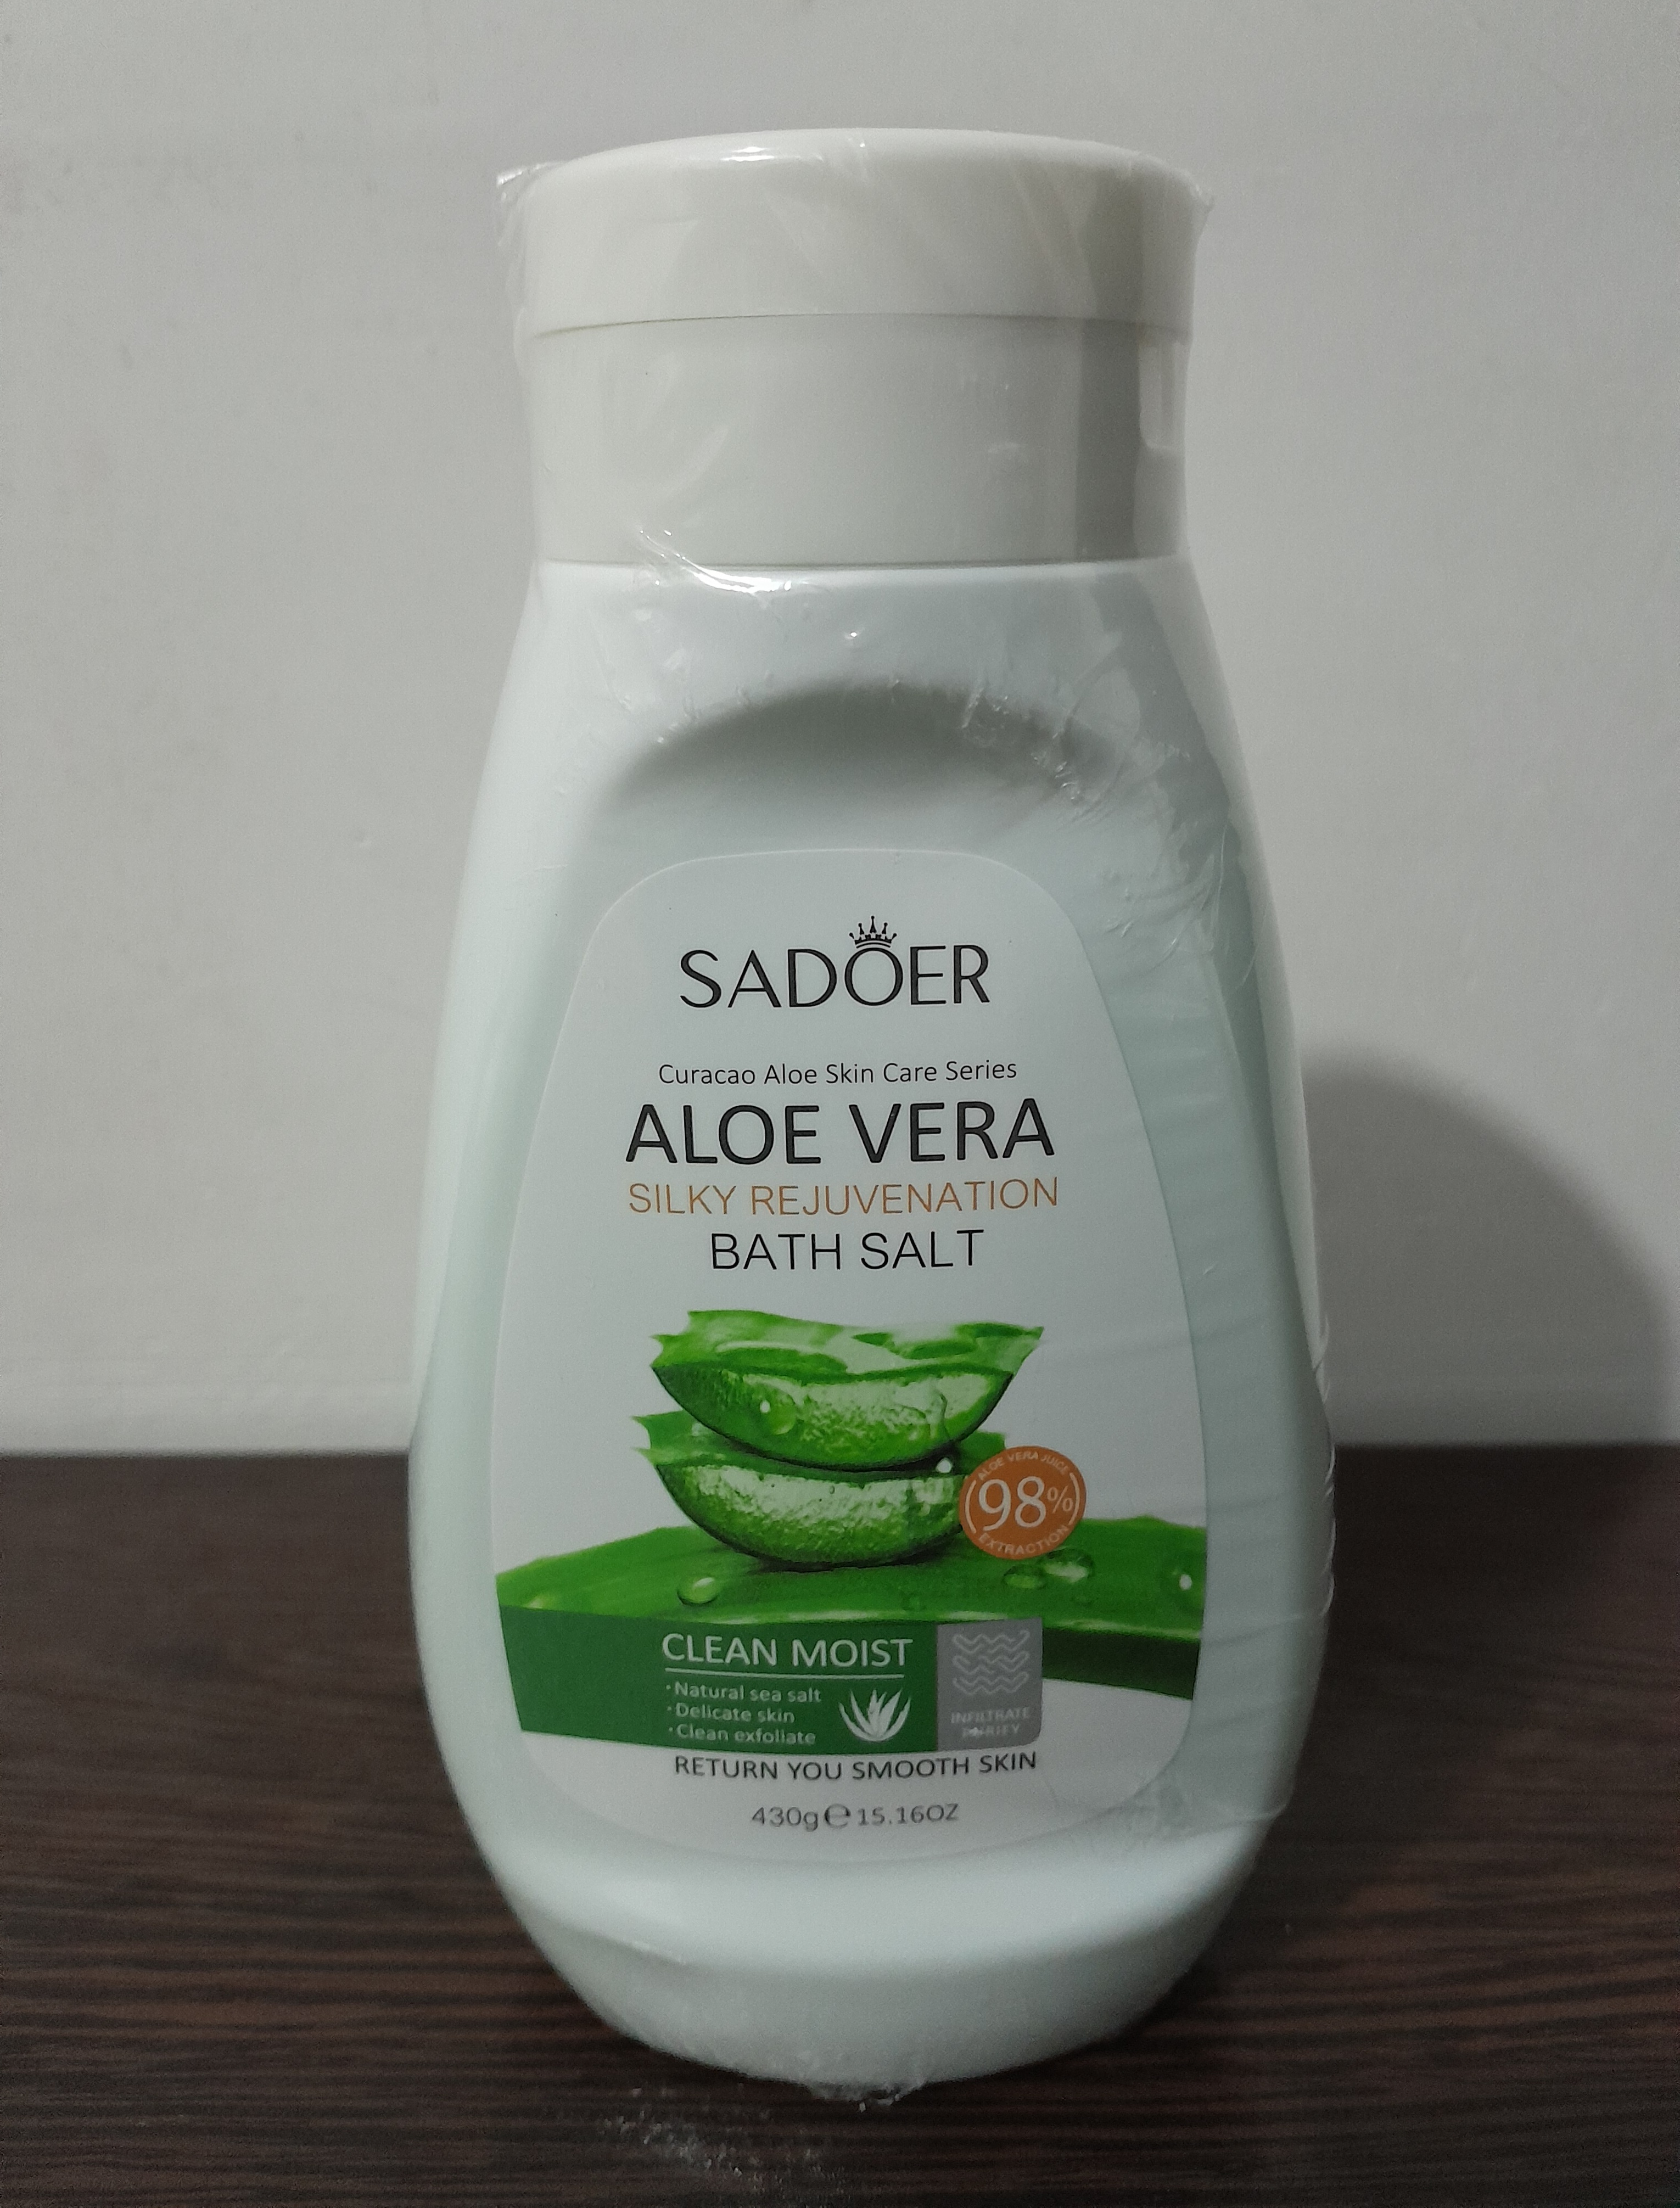 SADOER
Curacao Aloe Skin Care Series
ALOE VERA
SILKY REJUVENATION
BATH SALT
ALOE VERA JUICE
98%
EXTRACTION
CLEAN MOIST
·Natural sea salt
·Delicate skin
·Clean exfoliate
INFILTRATE
PURIFY
RETURN YOU SMOOTH SKIN
430g℮15.16OZ